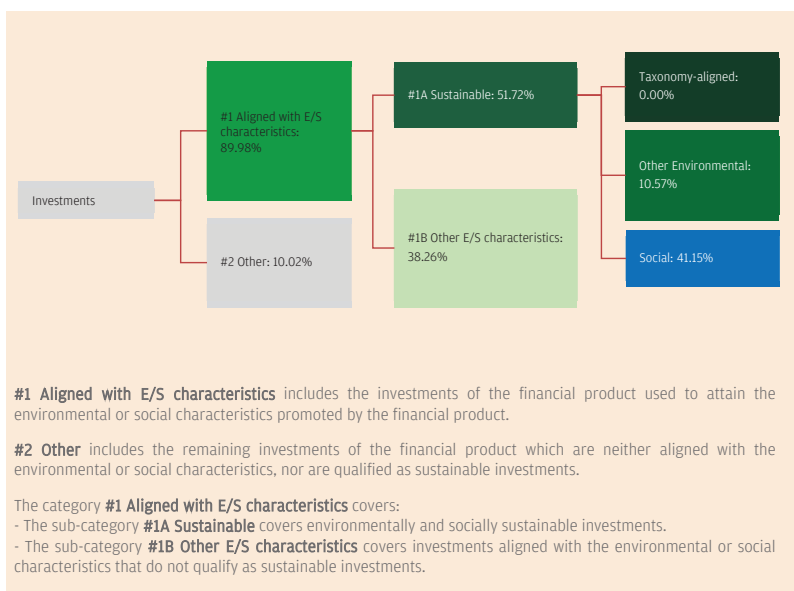 Investments
#1 Aligned with E/S
characteristics:
89.98%
#2 Other: 10.02%
#1A Sustainable: 51.72%
#1B Other E/S characteristics:
38.26%
Taxonomy-aligned:
0.00%
Other Environmental:
10.57%
Social: 41.15%
#1 Aligned with E/S characteristics includes the investments of the financial product used to attain the
environmental or social characteristics promoted by the financial product.
#2 Other includes the remaining investments of the financial product which are neither aligned with the
environmental or social characteristics, nor are qualified as sustainable investments.
The category #1 Aligned with E/S characteristics covers:
- The sub-category #1A Sustainable covers environmentally and socially sustainable investments.
- The sub-category #1B Other E/S characteristics covers investments aligned with the environmental or social
characteristics that do not qualify as sustainable investments.